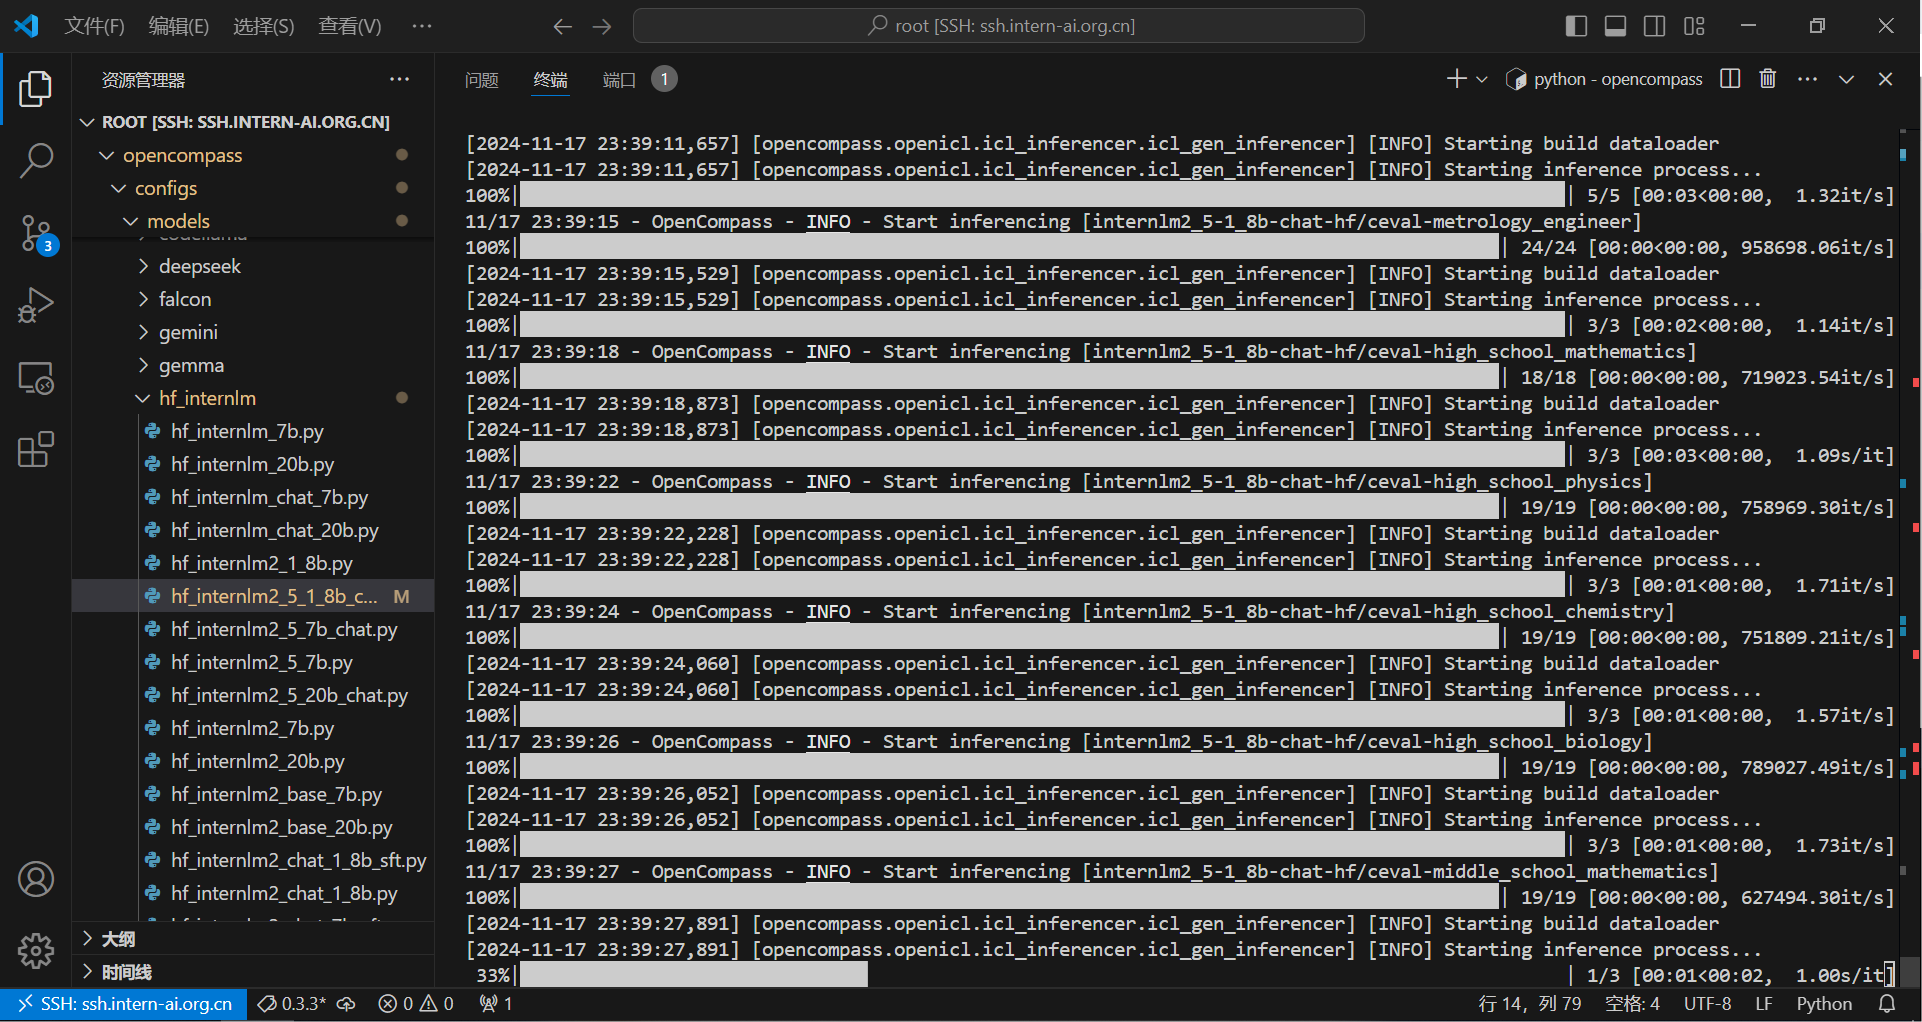 文件(F) 编辑(E) 选择(S) 查看(V) ··· root [SSH: ssh.intern-ai.org.cn]
资源管理器
ROOT [SSH: SSH.INTERN-AI.ORG.CN]
opencompass
configs
models
codellama
deepseek
falcon
gemini
gemma
hf_internlm
hf_internlm_7b.py
hf_internlm_20b.py
hf_internlm_chat_7b.py
hf_internlm_chat_20b.py
hf_internlm2_1_8b.py
hf_internlm2_5_1_8b_c... M
hf_internlm2_5_7b_chat.py
hf_internlm2_5_7b.py
hf_internlm2_5_20b_chat.py
hf_internlm2_7b.py
hf_internlm2_20b.py
hf_internlm2_base_7b.py
hf_internlm2_base_20b.py
hf_internlm2_chat_1_8b_sft.py
hf_internlm2_chat_1_8b.py
大纲
时间线
3
问题 终端 端口 1 python - opencompass
[2024-11-17 23:39:11,657] [opencompass.openicl.icl_inferencer.icl_gen_inferencer] [INFO] Starting build dataloader
[2024-11-17 23:39:11,657] [opencompass.openicl.icl_inferencer.icl_gen_inferencer] [INFO] Starting inference process...
100%| | 5/5 [00:03<00:00, 1.32it/s]
11/17 23:39:15 - OpenCompass - INFO - Start inferencing [internlm2_5-1_8b-chat-hf/ceval-metrology_engineer]
100%| | 24/24 [00:00<00:00, 958698.06it/s]
[2024-11-17 23:39:15,529] [opencompass.openicl.icl_inferencer.icl_gen_inferencer] [INFO] Starting build dataloader
[2024-11-17 23:39:15,529] [opencompass.openicl.icl_inferencer.icl_gen_inferencer] [INFO] Starting inference process...
100%| | 3/3 [00:02<00:00, 1.14it/s]
11/17 23:39:18 - OpenCompass - INFO - Start inferencing [internlm2_5-1_8b-chat-hf/ceval-high_school_mathematics]
100%| | 18/18 [00:00<00:00, 719023.54it/s]
[2024-11-17 23:39:18,873] [opencompass.openicl.icl_inferencer.icl_gen_inferencer] [INFO] Starting build dataloader
[2024-11-17 23:39:18,873] [opencompass.openicl.icl_inferencer.icl_gen_inferencer] [INFO] Starting inference process...
100%| | 3/3 [00:03<00:00, 1.09s/it]
11/17 23:39:22 - OpenCompass - INFO - Start inferencing [internlm2_5-1_8b-chat-hf/ceval-high_school_physics]
100%| | 19/19 [00:00<00:00, 758969.30it/s]
[2024-11-17 23:39:22,228] [opencompass.openicl.icl_inferencer.icl_gen_inferencer] [INFO] Starting build dataloader
[2024-11-17 23:39:22,228] [opencompass.openicl.icl_inferencer.icl_gen_inferencer] [INFO] Starting inference process...
100%| | 3/3 [00:01<00:00, 1.71it/s]
11/17 23:39:24 - OpenCompass - INFO - Start inferencing [internlm2_5-1_8b-chat-hf/ceval-high_school_chemistry]
100%| | 19/19 [00:00<00:00, 751809.21it/s]
[2024-11-17 23:39:24,060] [opencompass.openicl.icl_inferencer.icl_gen_inferencer] [INFO] Starting build dataloader
[2024-11-17 23:39:24,060] [opencompass.openicl.icl_inferencer.icl_gen_inferencer] [INFO] Starting inference process...
100%| | 3/3 [00:01<00:00, 1.57it/s]
11/17 23:39:26 - OpenCompass - INFO - Start inferencing [internlm2_5-1_8b-chat-hf/ceval-high_school_biology]
100%| | 19/19 [00:00<00:00, 789027.49it/s]
[2024-11-17 23:39:26,052] [opencompass.openicl.icl_inferencer.icl_gen_inferencer] [INFO] Starting build dataloader
[2024-11-17 23:39:26,052] [opencompass.openicl.icl_inferencer.icl_gen_inferencer] [INFO] Starting inference process...
100%| | 3/3 [00:01<00:00, 1.73it/s]
11/17 23:39:27 - OpenCompass - INFO - Start inferencing [internlm2_5-1_8b-chat-hf/ceval-middle_school_mathematics]
100%| | 19/19 [00:00<00:00, 627494.30it/s]
[2024-11-17 23:39:27,891] [opencompass.openicl.icl_inferencer.icl_gen_inferencer] [INFO] Starting build dataloader
[2024-11-17 23:39:27,891] [opencompass.openicl.icl_inferencer.icl_gen_inferencer] [INFO] Starting inference process...
33%| | 1/3 [00:01<00:02, 1.00s/it]
SSH: ssh.intern-ai.org.cn 0.3.3* 0 0 1 行 14，列 79 空格: 4 UTF-8 LF Python